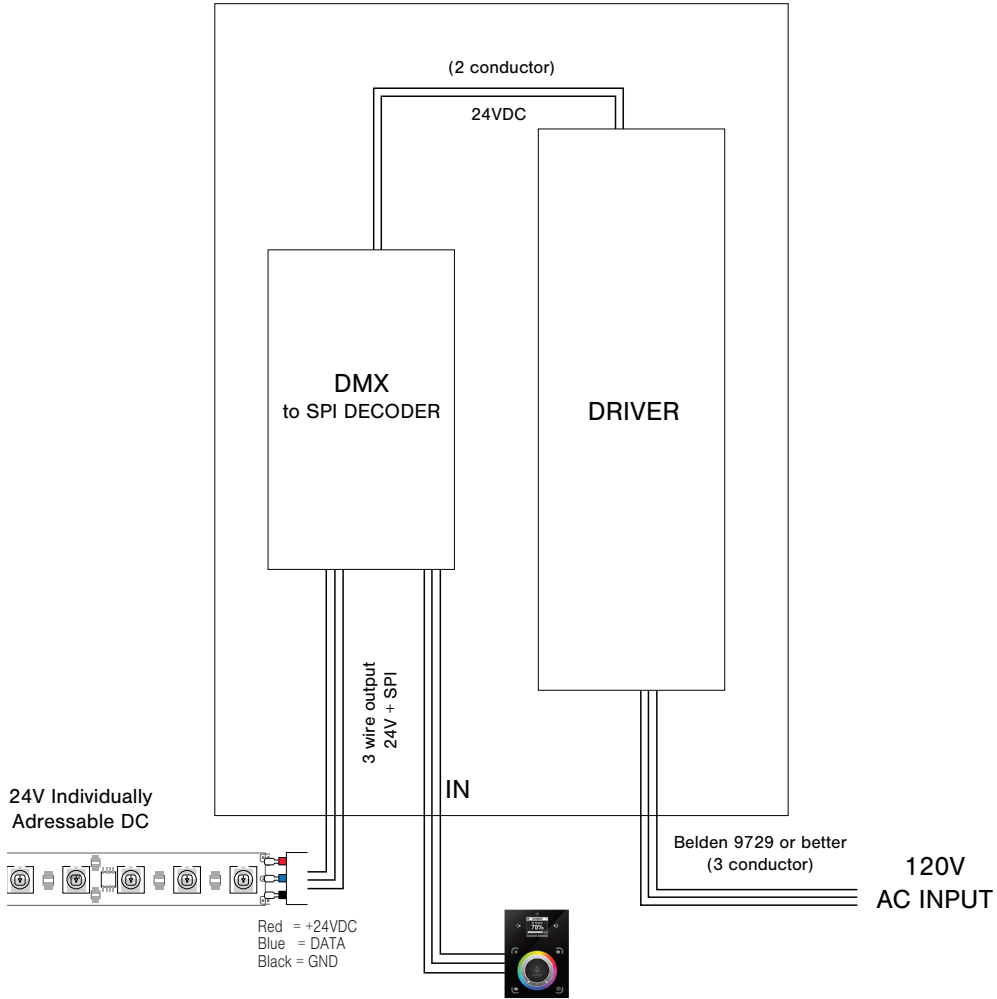 (2 conductor)
24VDC
DMX
to SPI DECODER
DRIVER
3 wire output
24V + SPI
IN
24V Individually
Adressable DC
Belden 9729 or better
(3 conductor)
120V
AC INPUT
Red = +24VDC
Blue = DATA
Black = GND
78%